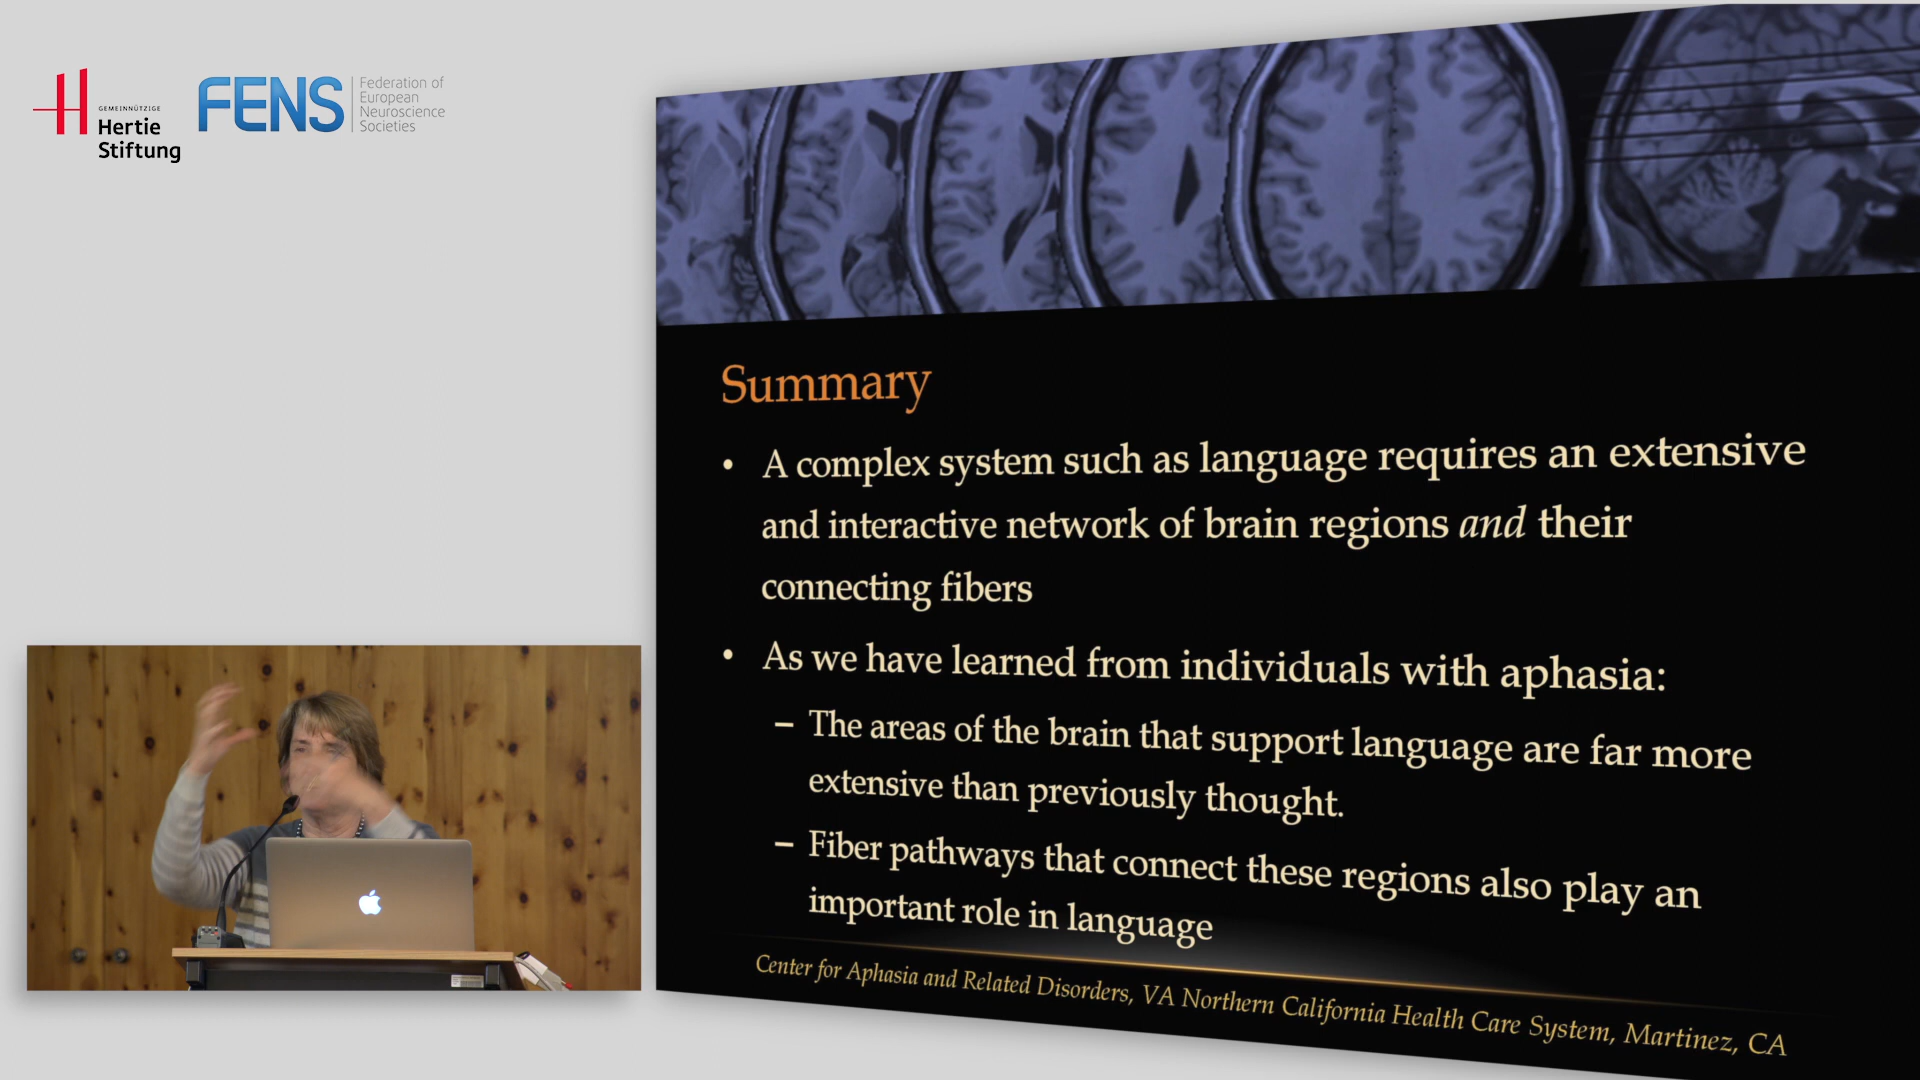 GEMEINNÜTZIGE
Hertie
Stiftung
FENS
Federation of
European
Neuroscience
Societies
Summary
• A complex system such as language requires an extensive
and interactive network of brain regions and their
connecting fibers
• As we have learned from individuals with aphasia:
– The areas of the brain that support language are far more
extensive than previously thought.
– Fiber pathways that connect these regions also play an
important role in language
Center for Aphasia and Related Disorders, VA Northern California Health Care System, Martinez, CA